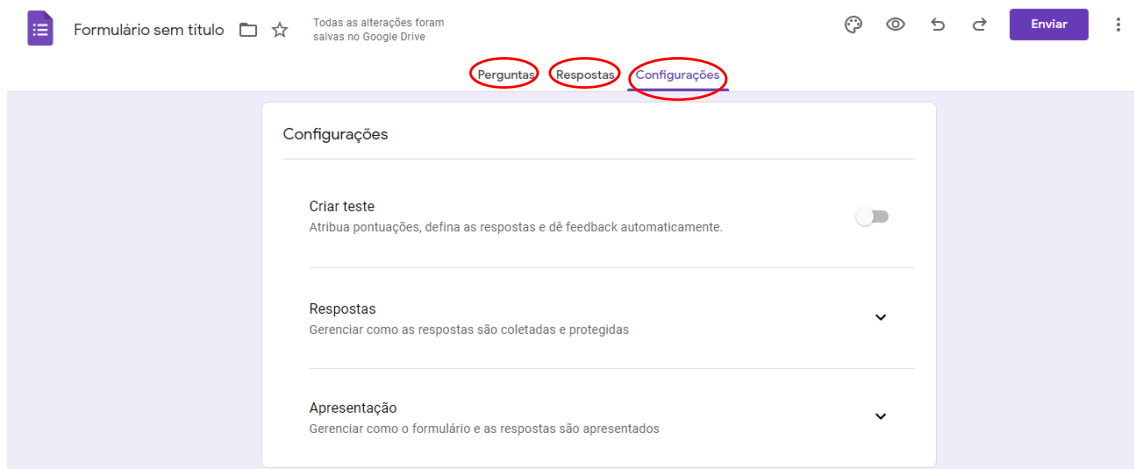 Formulário sem título
Todas as alterações foram
salvas no Google Drive
Enviar
Perguntas Respostas Configurações
Configurações
Criar teste
Atribua pontuações, defina as respostas e dê feedback automaticamente.
Respostas
Gerenciar como as respostas são coletadas e protegidas
Apresentação
Gerenciar como o formulário e as respostas são apresentados